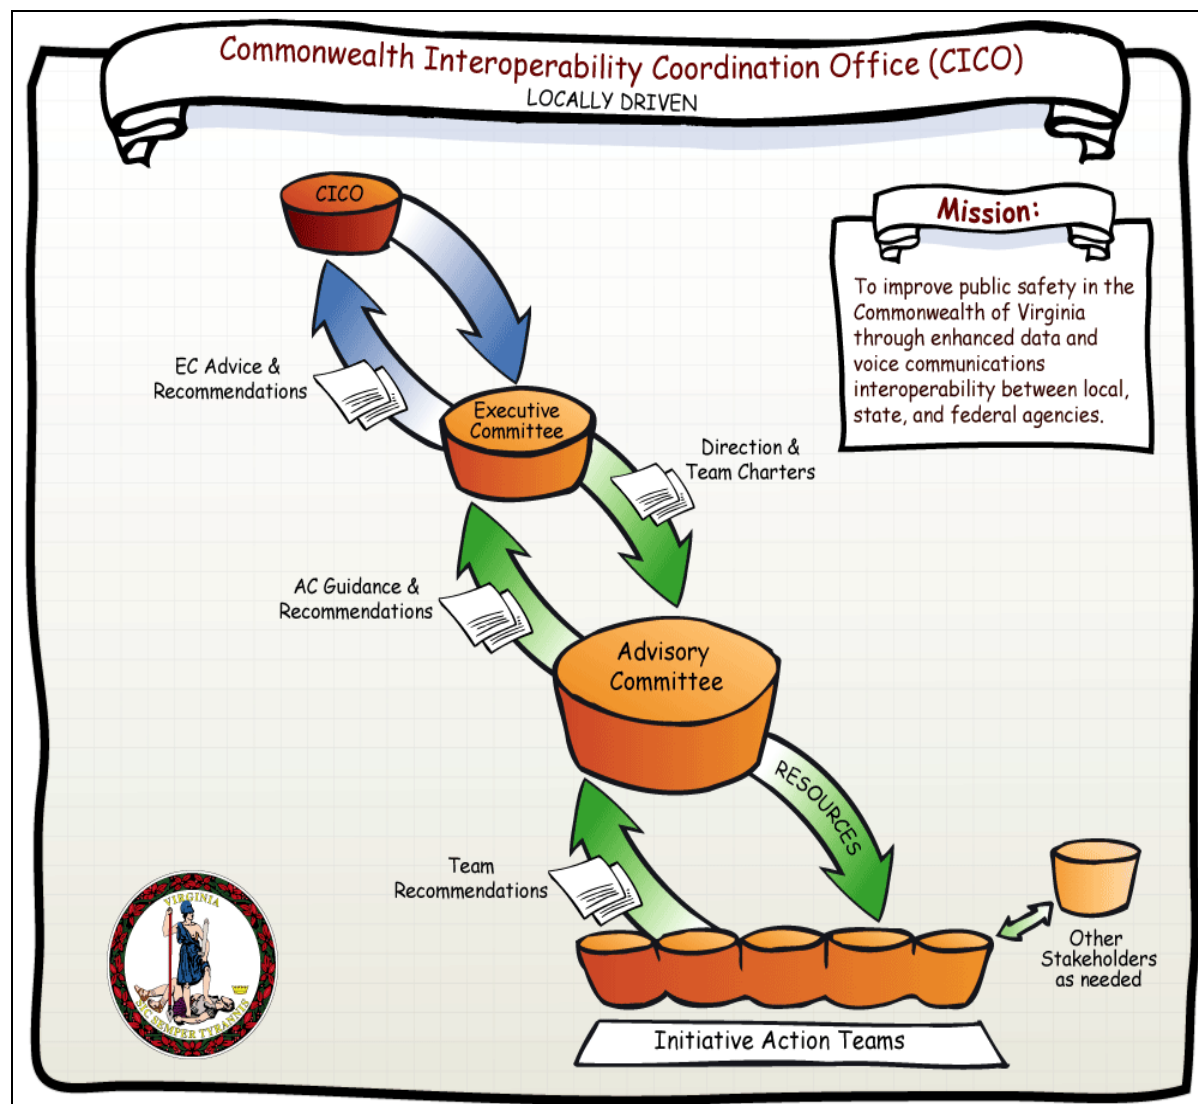 Commonwealth Interoperability Coordination Office (CICO)
LOCALLY DRIVEN
CICO
Mission:
To improve public safety in the
Commonwealth of Virginia
through enhanced data and
voice communications
interoperability between local,
state, and federal agencies.
EC Advice &
Recommendations
Executive
Committee
Direction &
Team Charters
AC Guidance &
Recommendations
Advisory
Committee
RESOURCES
Team
Recommendations
Other
Stakeholders
as needed
Initiative Action Teams
VIRGINIA
SIC SEMPER TYRANNIS